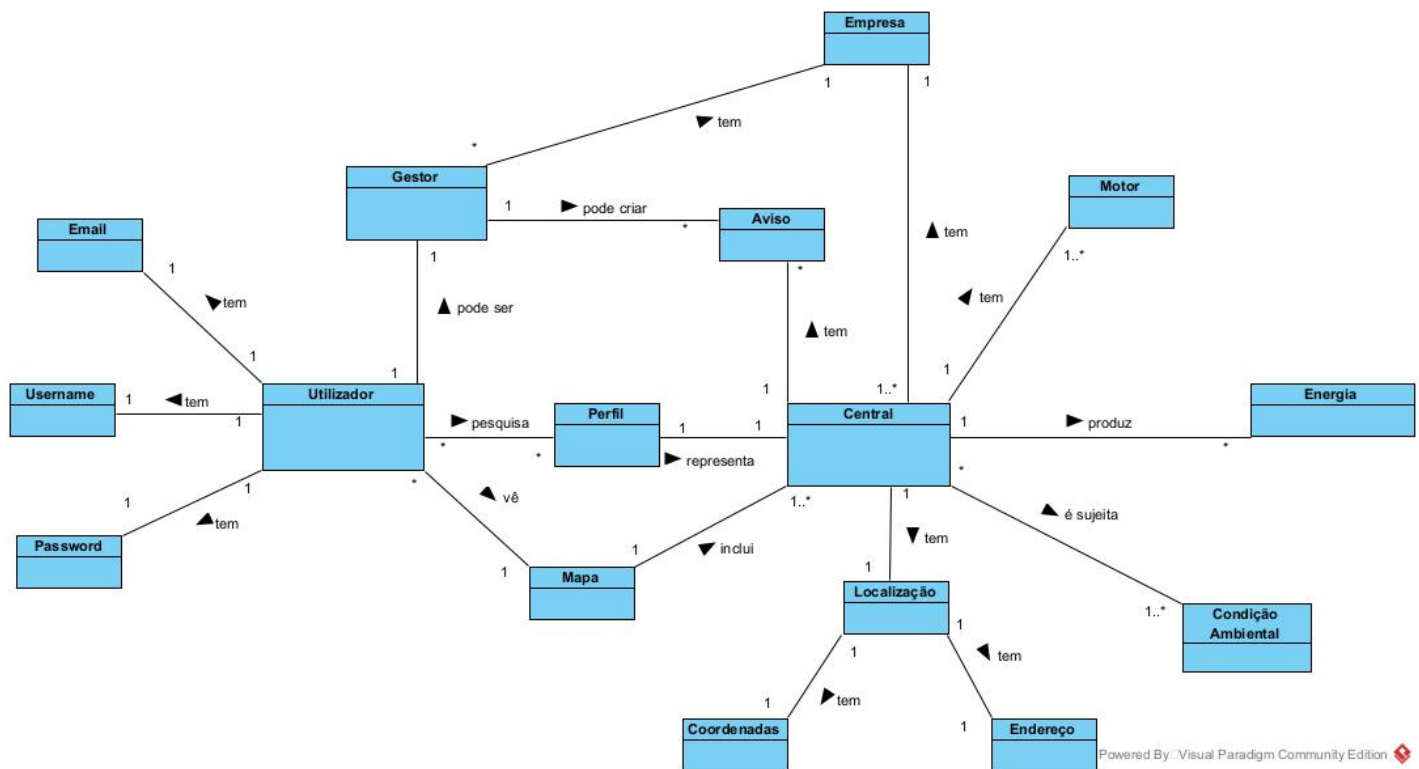 Empresa
1
1
tem
*
Gestor
Motor
1
pode criar
Aviso
*
Email
1
1
*
1..*
tem
tem
pode ser
tem
tem
1
1
1
1
1..*
1
Username
1
tem
1
Utilizador
Perfil
Central
Energia
pesquisa
1
1
1
produz
*
*
representa
*
*
1
1
*
vê
1..*
1
é sujeita
tem
tem
Password
1
inclui
1
Mapa
1
Localização
1..*
Condição
Ambiental
1
1
tem
tem
1
1
Coordenadas
Endereço
Powered By Visual Paradigm Community Edition